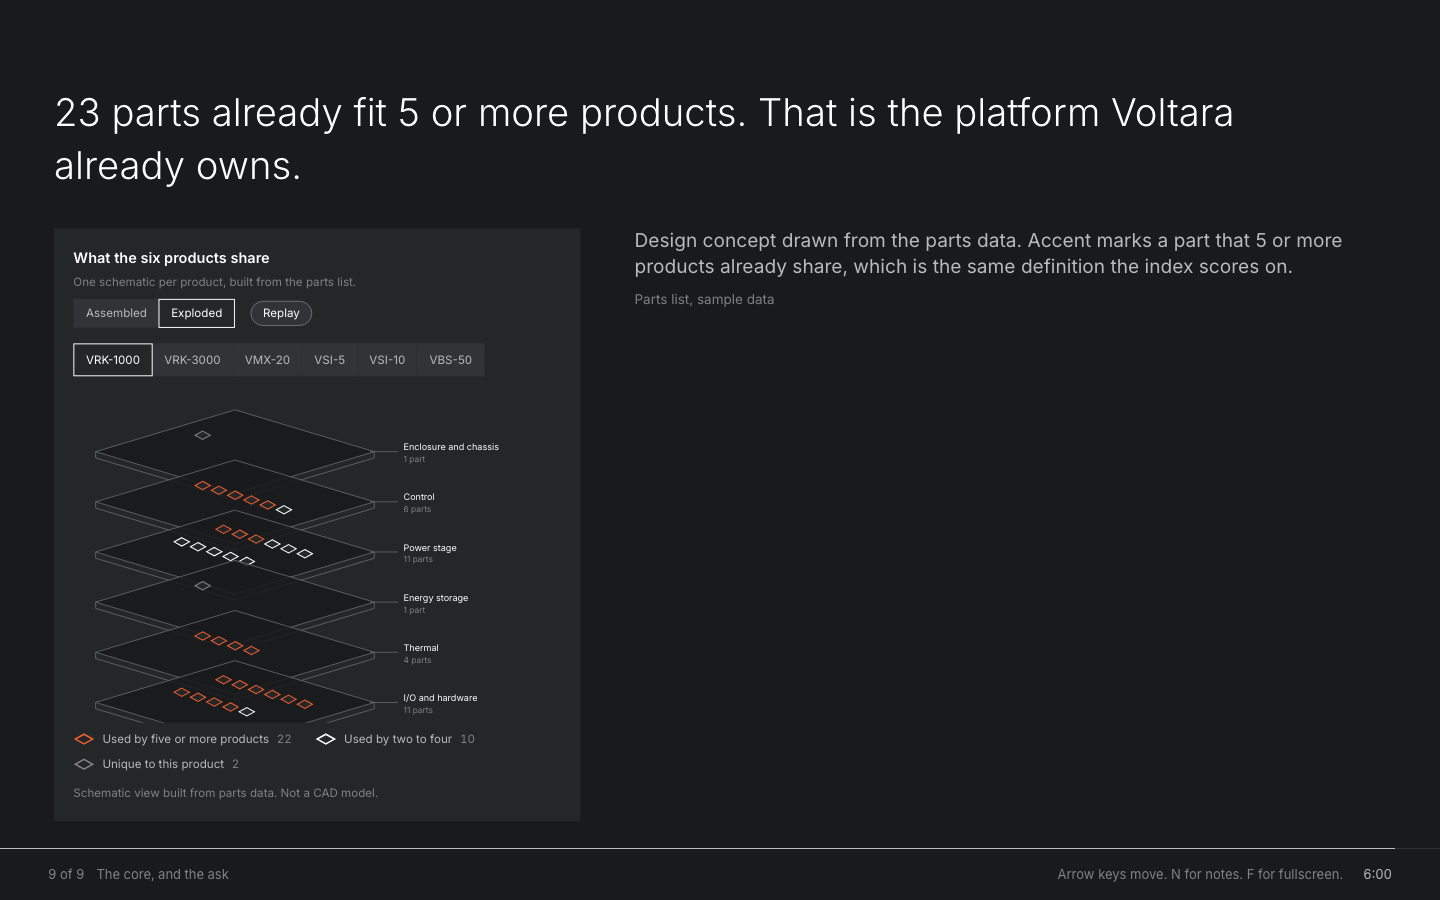 23 parts already fit 5 or more products. That is the platform Voltara
already owns.
What the six products share
One schematic per product, built from the parts list.
Assembled Exploded Replay
VRK-1000 VRK-3000 VMX-20 VSI-5 VSI-10 VBS-50
Enclosure and chassis
1 part
Control
6 parts
Power stage
11 parts
Energy storage
1 part
Thermal
4 parts
I/O and hardware
11 parts
Used by five or more products 22 Used by two to four 10
Unique to this product 2
Schematic view built from parts data. Not a CAD model.
Design concept drawn from the parts data. Accent marks a part that 5 or more
products already share, which is the same definition the index scores on.
Parts list, sample data
9 of 9 The core, and the ask
Arrow keys move. N for notes. F for fullscreen. 6:00